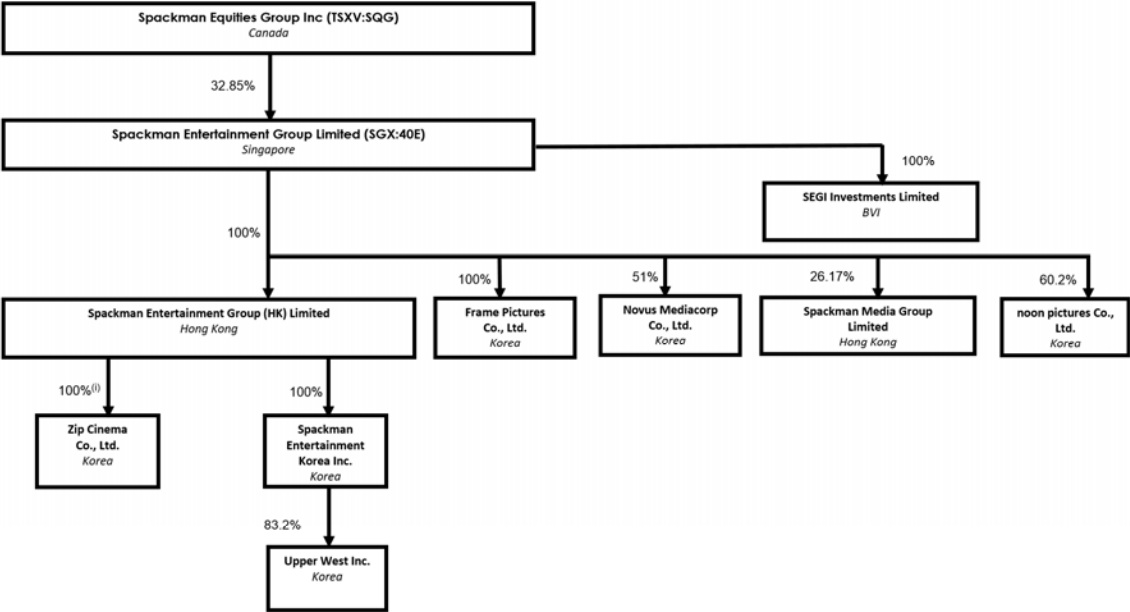 Spackman Equities Group Inc (TSXV:SQG)
Canada
32.85%
Spackman Entertainment Group Limited (SGX:40E)
Singapore
100%
SEGI Investments Limited
BVI
100%
100%
51%
26.17%
60.2%
Spackman Entertainment Group (HK) Limited
Hong Kong
Frame Pictures
Co., Ltd.
Korea
Novus Mediacorp
Co., Ltd.
Korea
Spackman Media Group
Limited
Hong Kong
noon pictures Co.,
Ltd.
Korea
100%(i)
100%
Zip Cinema
Co., Ltd.
Korea
Spackman
Entertainment
Korea Inc.
Korea
83.2%
Upper West Inc.
Korea